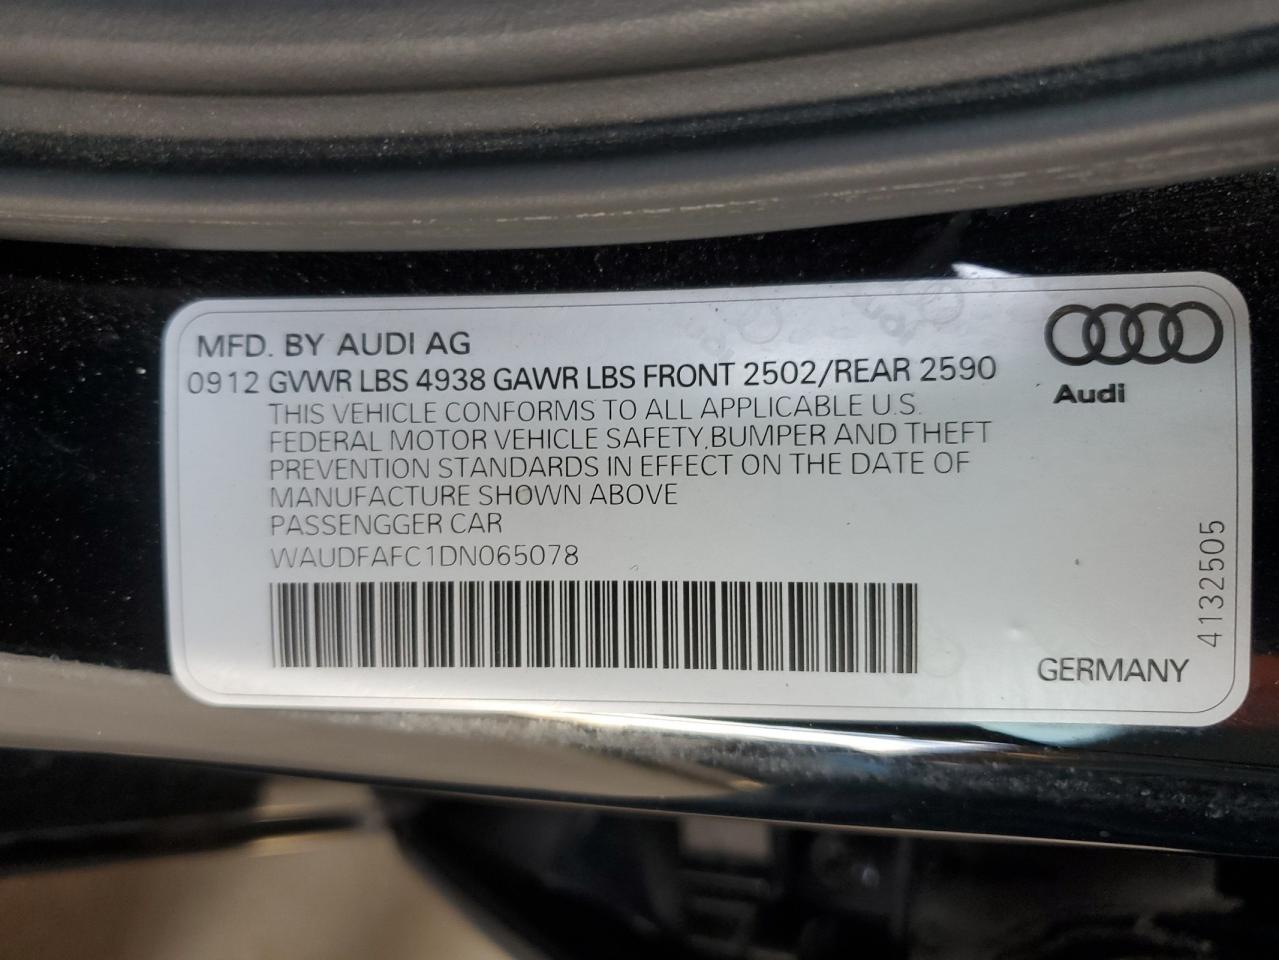 MFD. BY AUDI AG
0912 GVWR LBS 4938 GAWR LBS FRONT 2502/REAR 2590
THIS VEHICLE CONFORMS TO ALL APPLICABLE U.S.
FEDERAL MOTOR VEHICLE SAFETY,BUMPER AND THEFT
PREVENTION STANDARDS IN EFFECT ON THE DATE OF
MANUFACTURE SHOWN ABOVE
PASSENGGER CAR
WAUDFAFC1DN065078
Audi
4132505
GERMANY